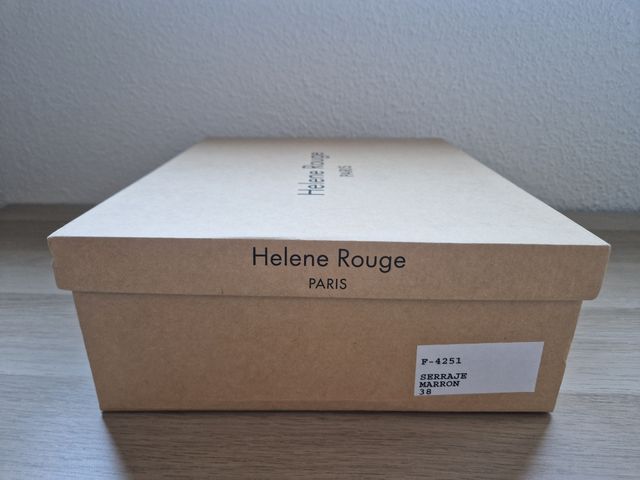 Helene Rouge
PARIS
Helene Rouge
PARIS
F-4251
SERRAJE
MARRON
38